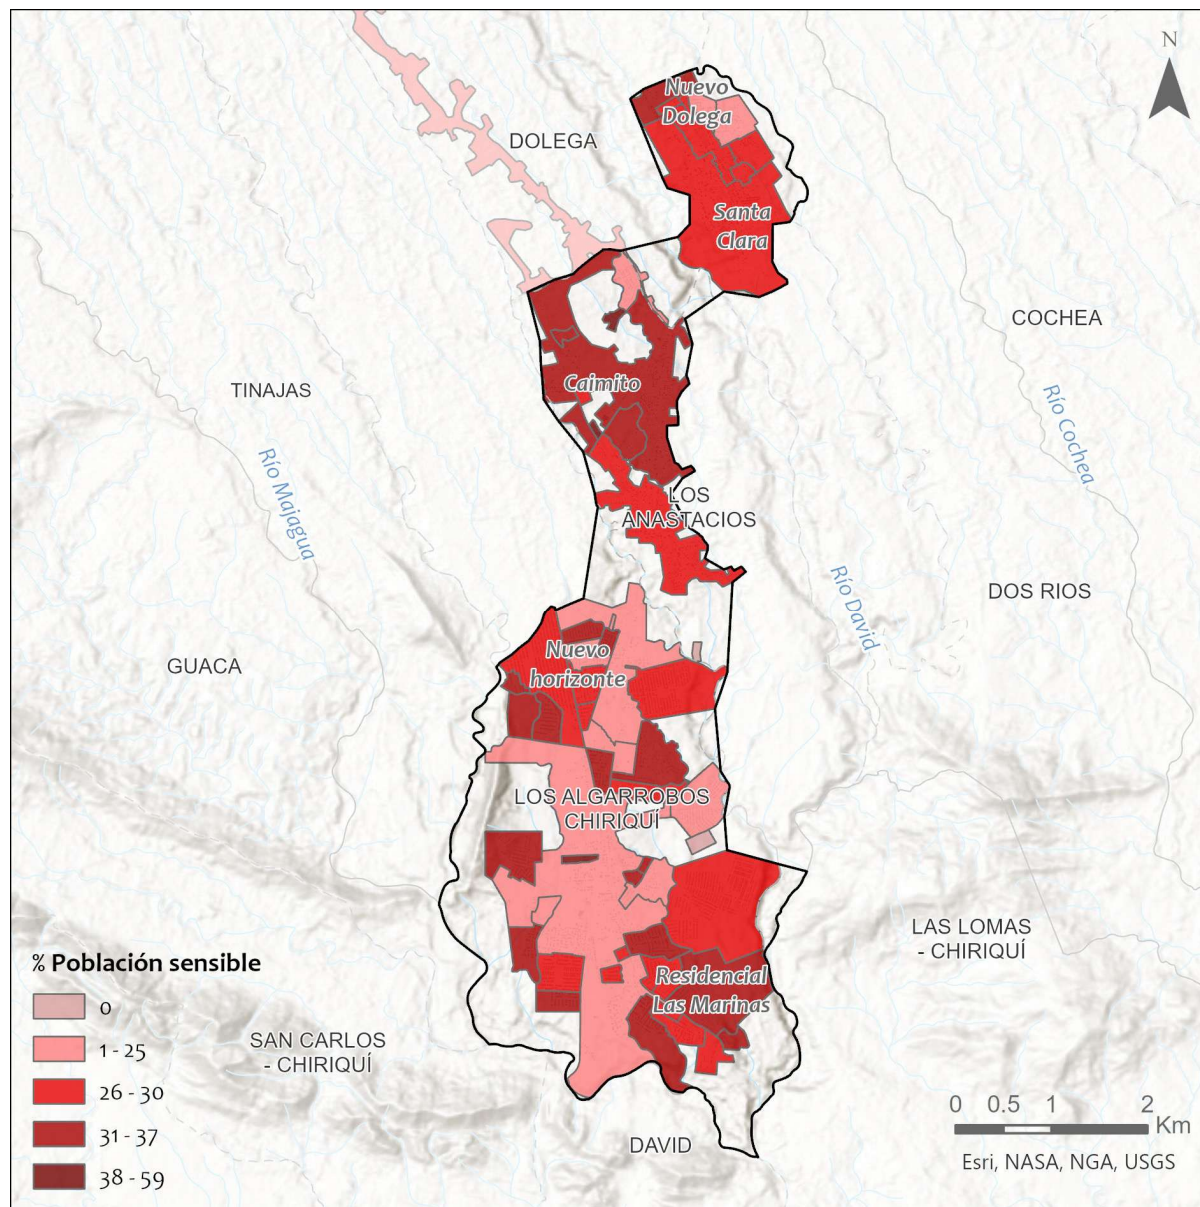 N
Nuevo
Dolega
DOLEGA
Santa
Clara
COCHEA
TINAJAS
Caimito
Río Cochea
Río Majagua
LOS
ANASTACIOS
Río David
DOS RIOS
GUACA
Nuevo
horizonte
LOS ALGARROBOS
CHIRIQUÍ
LAS LOMAS
- CHIRIQUÍ
Residencial
Las Marinas
% Población sensible
0
1 - 25
26 - 30
31 - 37
38 - 59
SAN CARLOS
- CHIRIQUÍ
DAVID
0 0.5 1 2
Km
Esri, NASA, NGA, USGS